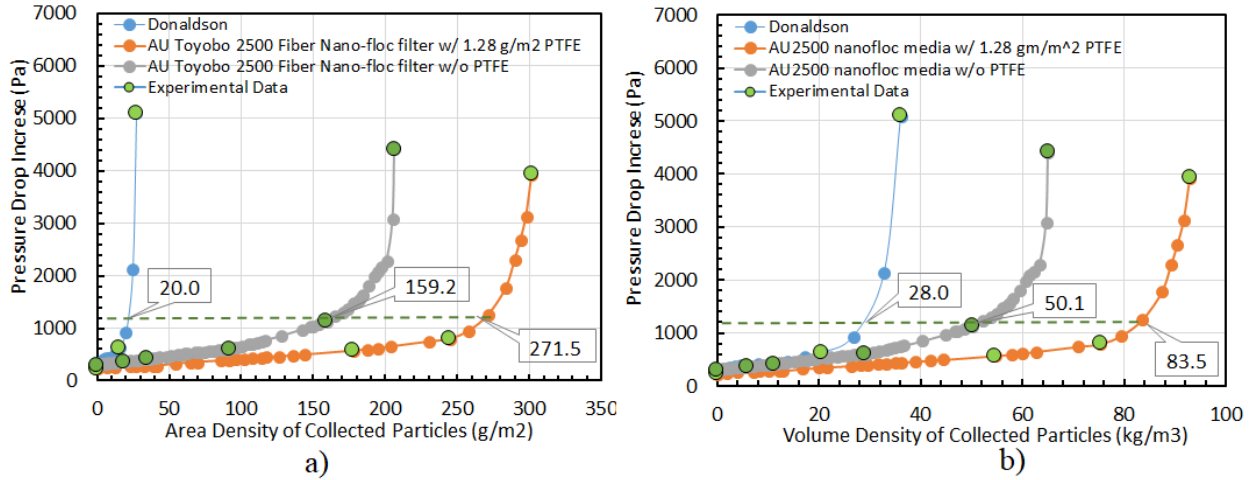 7000
6000
5000
4000
3000
2000
1000
0
Pressure Drop Increse (Pa)
Donaldson
AU Toyobo 2500 Fiber Nano-floc filter w/ 1.28 g/m2 PTFE
AU Toyobo 2500 Fiber Nano-floc filter w/o PTFE
Experimental Data
20.0
159.2
271.5
0 50 100 150 200 250 300 350
Area Density of Collected Particles (g/m2)
a)
7000
6000
5000
4000
3000
2000
1000
0
Pressure Drop Increse (Pa)
Donaldson
AU2500 nanofloc media w/ 1.28 gm/m^2 PTFE
AU2500 nanofloc media w/o PTFE
Experimental Data
28.0
50.1
83.5
0 20 40 60 80 100
Volume Density of Collected Particles (kg/m3)
b)